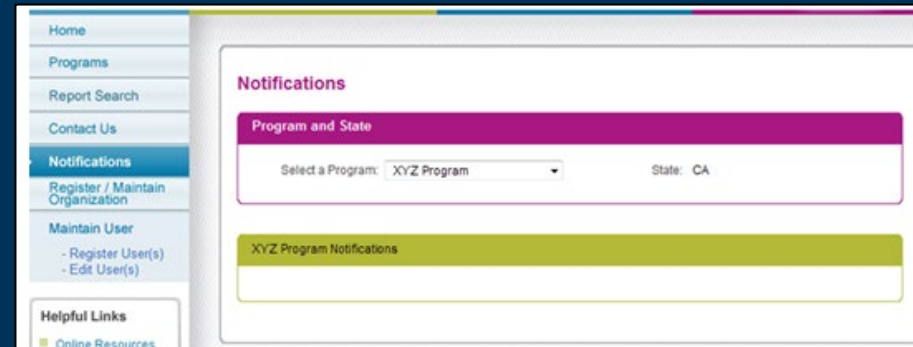 Home
Programs
Report Search
Contact Us
Notifications
Register / Maintain
Organization
Maintain User
- Register User(s)
- Edit User(s)
Helpful Links
Online Resources
Notifications
Program and State
Select a Program: XYZ Program State: CA
XYZ Program Notifications